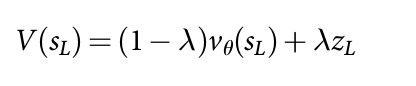 V(s_L) = (1 − λ)v_θ(s_L) + λz_L